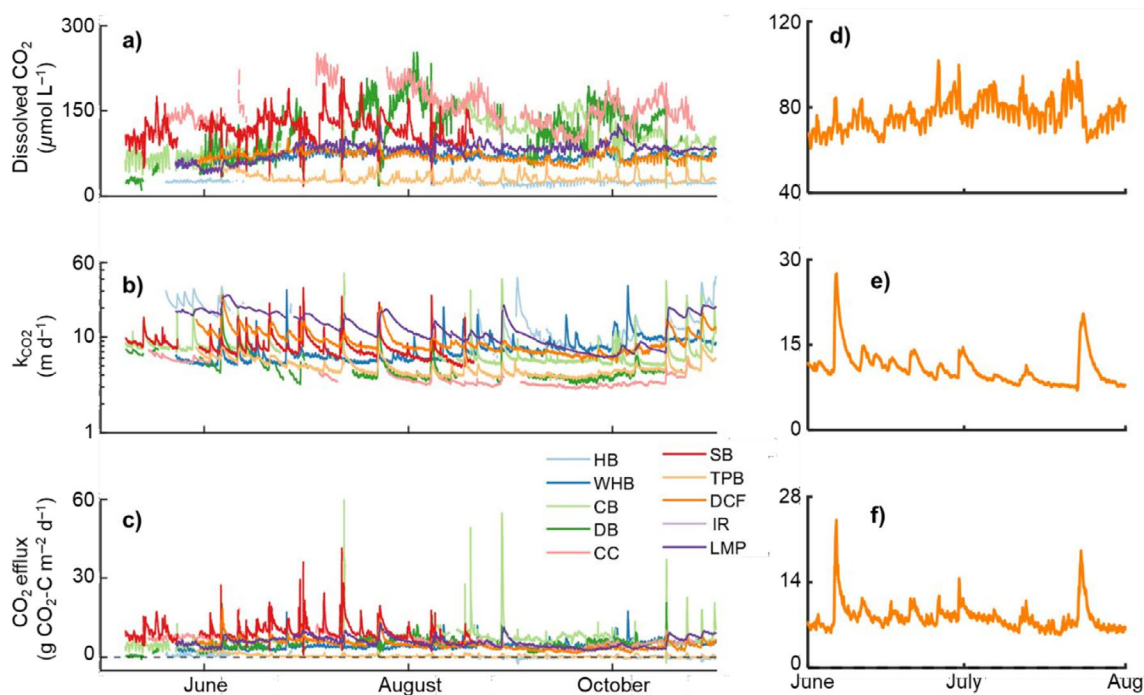 a)
Dissolved CO2
(µmol L−1)
300
150
0
b)
kCO2
(m d−1)
60
10
1
c)
CO2 efflux
(g CO2-C m−2 d−1)
60
30
0
HB
WHB
CB
DB
CC
SB
TPB
DCF
IR
LMP
June August October
d)
120
80
40
e)
30
15
0
f)
28
14
0
June July Aug